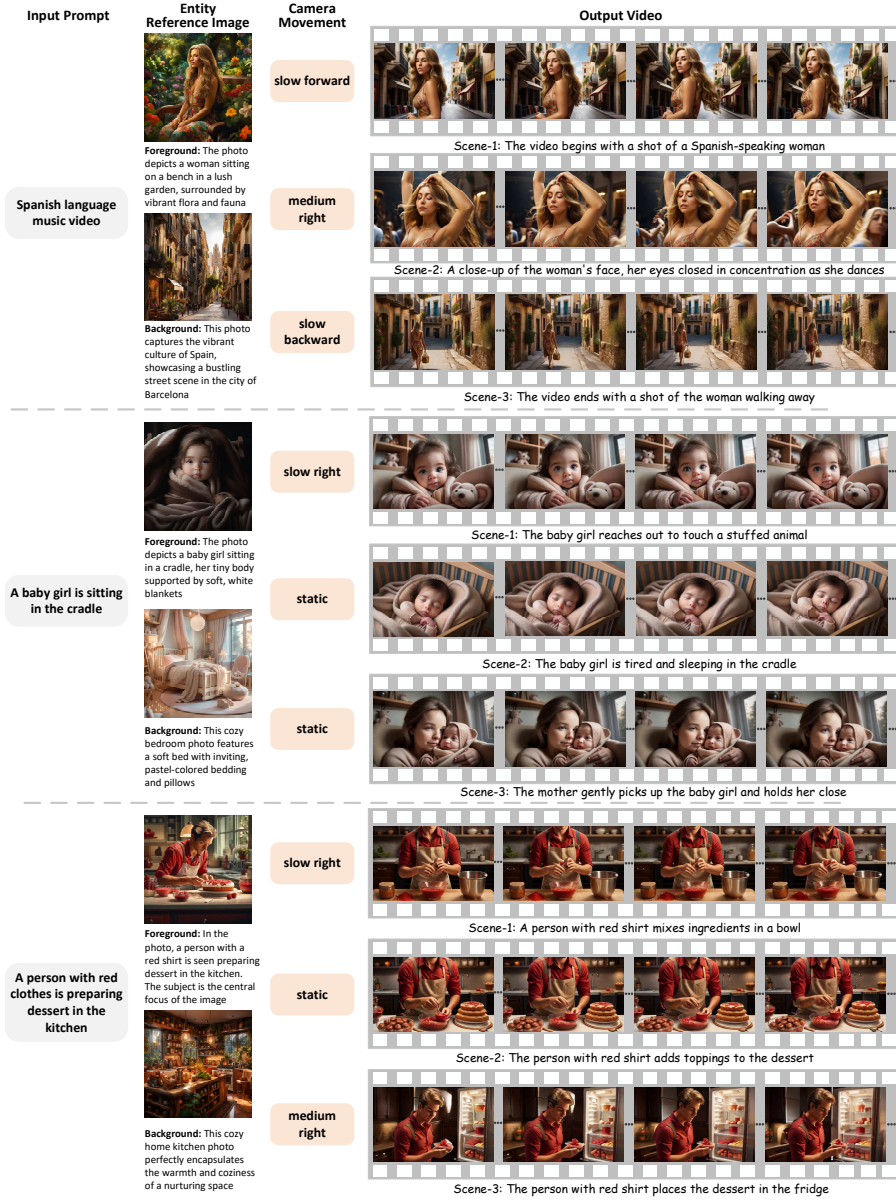 Input Prompt
Entity
Reference Image
Camera
Movement
Output Video
Spanish language
music video
Foreground: The photo
depicts a woman sitting
on a bench in a lush
garden, surrounded by
vibrant flora and fauna
Background: This photo
captures the vibrant
culture of Spain,
showcasing a bustling
street scene in the city of
Barcelona
slow forward
Scene-1: The video begins with a shot of a Spanish-speaking woman
medium
right
Scene-2: A close-up of the woman's face, her eyes closed in concentration as she dances
slow
backward
Scene-3: The video ends with a shot of the woman walking away
A baby girl is sitting
in the cradle
Foreground: The photo
depicts a baby girl sitting
in a cradle, her tiny body
supported by soft, white
blankets
Background: This cozy
bedroom photo features
a soft bed with inviting,
pastel-colored bedding
and pillows
slow right
Scene-1: The baby girl reaches out to touch a stuffed animal
static
Scene-2: The baby girl is tired and sleeping in the cradle
static
Scene-3: The mother gently picks up the baby girl and holds her close
A person with red
clothes is preparing
dessert in the
kitchen
Foreground: In the
photo, a person with a
red shirt is seen preparing
dessert in the kitchen.
The subject is the central
focus of the image
Background: This cozy
home kitchen photo
perfectly encapsulates
the warmth and coziness
of a nurturing space
slow right
Scene-1: A person with red shirt mixes ingredients in a bowl
static
Scene-2: The person with red shirt adds toppings to the dessert
medium
right
Scene-3: The person with red shirt places the dessert in the fridge